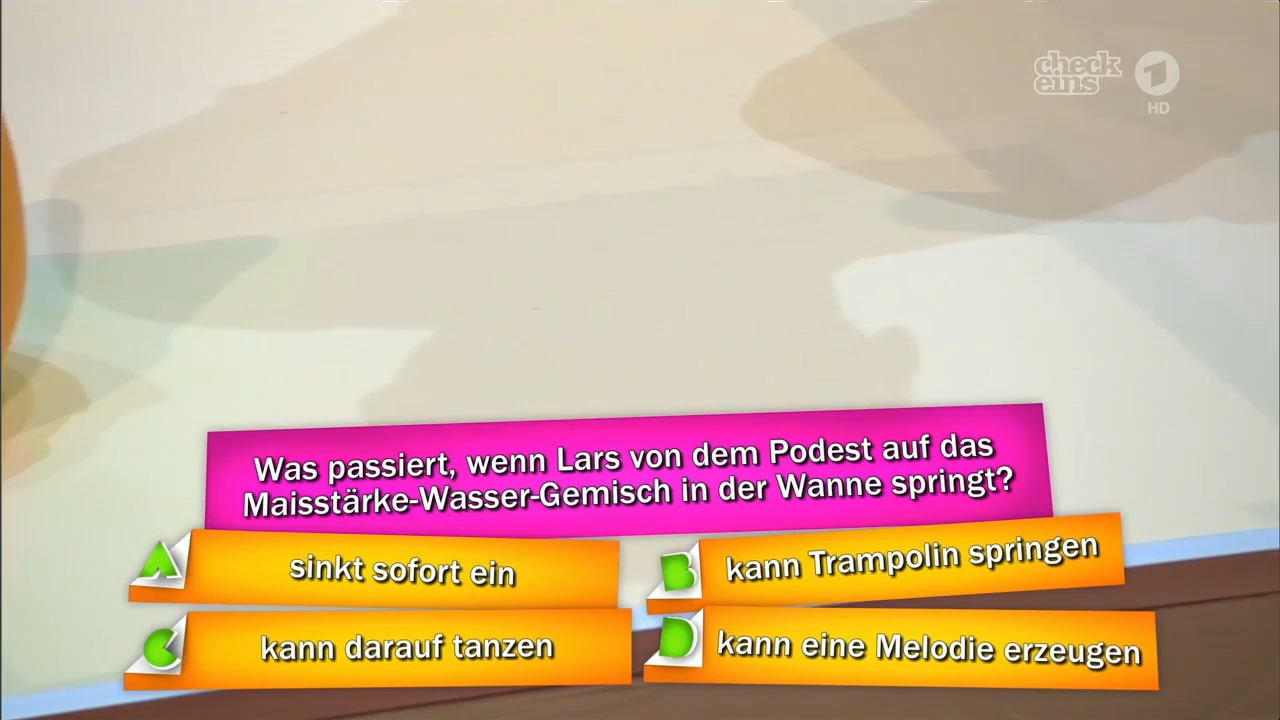 check
eins
1
HD
Was passiert, wenn Lars von dem Podest auf das
Maisstärke-Wasser-Gemisch in der Wanne springt?
A sinkt sofort ein
B kann Trampolin springen
C kann darauf tanzen
D kann eine Melodie erzeugen